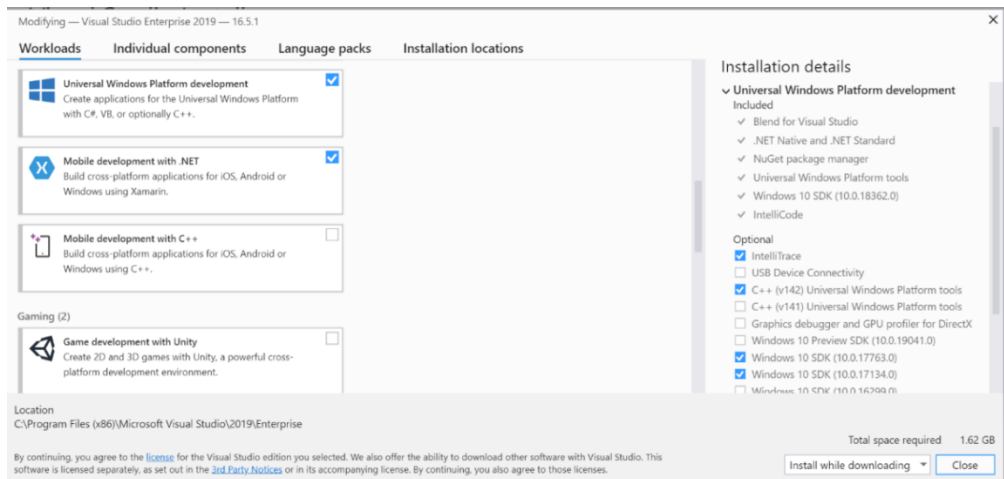 Modifying — Visual Studio Enterprise 2019 — 16.5.1
Workloads
Individual components
Language packs
Installation locations
Universal Windows Platform development
Create applications for the Universal Windows Platform
with C#, VB, or optionally C++.
Mobile development with .NET
Build cross-platform applications for iOS, Android or
Windows using Xamarin.
Mobile development with C++
Build cross-platform applications for iOS, Android or
Windows using C++.
Gaming (2)
Game development with Unity
Create 2D and 3D games with Unity, a powerful cross-
platform development environment.
Installation details
Universal Windows Platform development
Included
Blend for Visual Studio
.NET Native and .NET Standard
NuGet package manager
Universal Windows Platform tools
Windows 10 SDK (10.0.18362.0)
IntelliCode
Optional
IntelliTrace
USB Device Connectivity
C++ (v142) Universal Windows Platform tools
C++ (v141) Universal Windows Platform tools
Graphics debugger and GPU profiler for DirectX
Windows 10 Preview SDK (10.0.19041.0)
Windows 10 SDK (10.0.17763.0)
Windows 10 SDK (10.0.17134.0)
Windows 10 SDK (10.0.16299.0)
Location
C:\Program Files (x86)\Microsoft Visual Studio\2019\Enterprise
Total space required 1.62 GB
By continuing, you agree to the license for the Visual Studio edition you selected. We also offer the ability to download other software with Visual Studio. This
software is licensed separately, as set out in the 3rd Party Notices or in its accompanying license. By continuing, you also agree to those licenses.
Install while downloading
Close